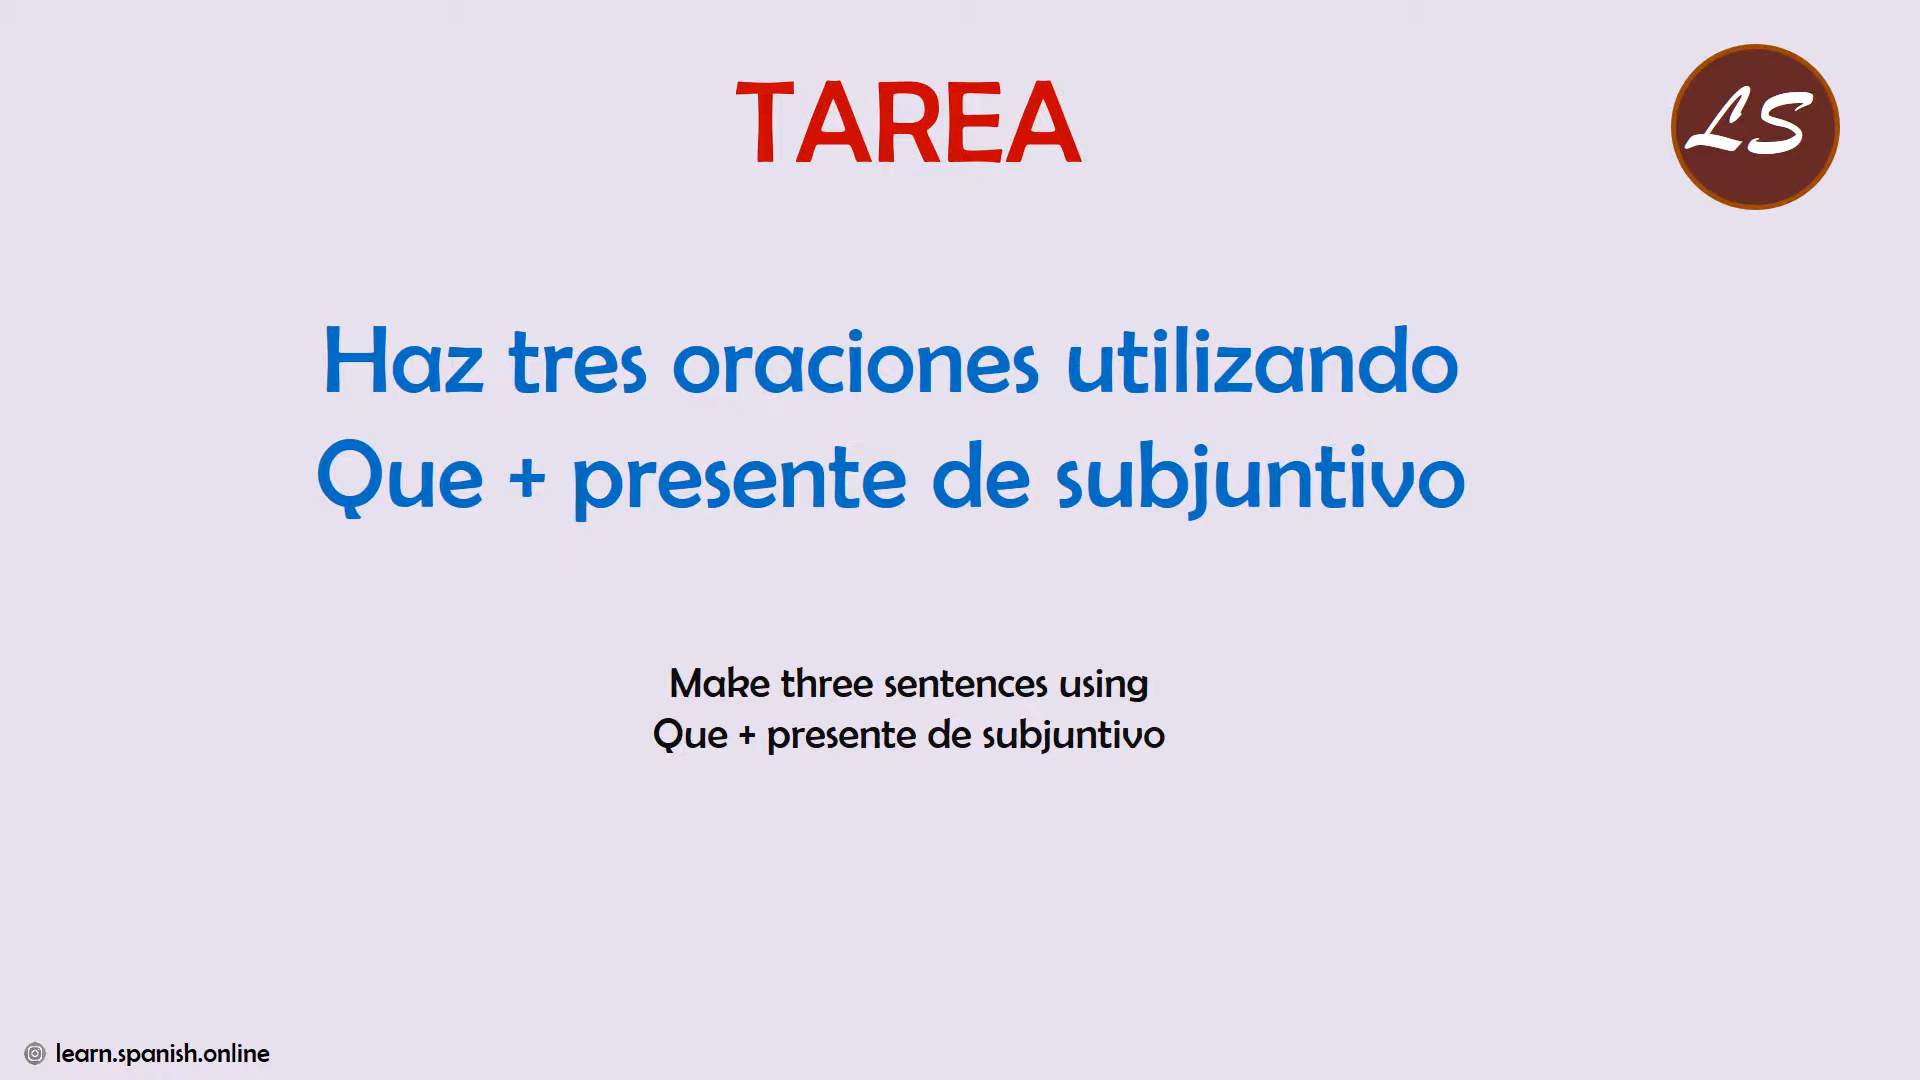 TAREA
LS
Haz tres oraciones utilizando
Que + presente de subjuntivo
Make three sentences using
Que + presente de subjuntivo
learn.spanish.online